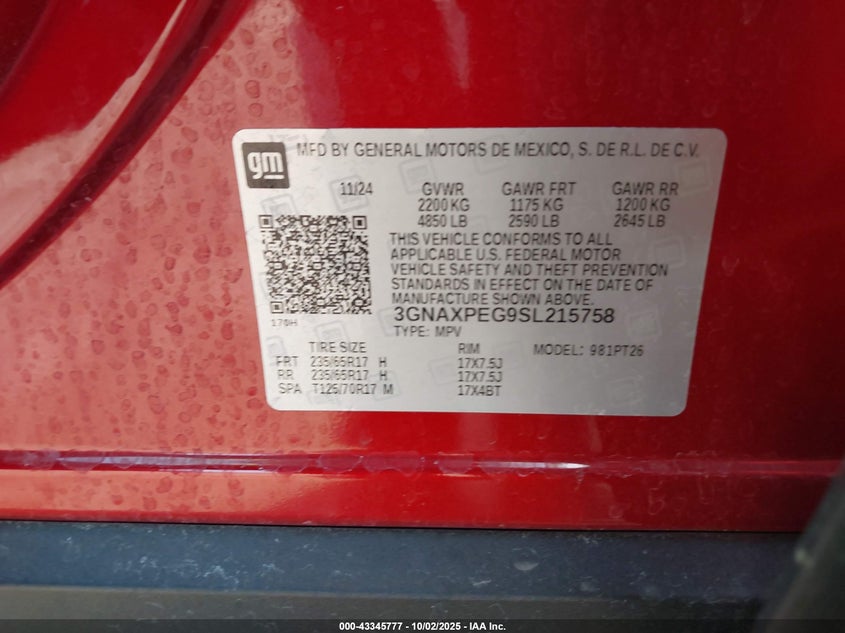 gm
MFD BY GENERAL MOTORS DE MEXICO, S. DE R.L. DE C.V.
11/24 GVWR GAWR FRT GAWR RR
2200 KG 1175 KG 1200 KG
4850 LB 2590 LB 2645 LB
THIS VEHICLE CONFORMS TO ALL
APPLICABLE U.S. FEDERAL MOTOR
VEHICLE SAFETY AND THEFT PREVENTION
STANDARDS IN EFFECT ON THE DATE OF
MANUFACTURE SHOWN ABOVE.
170H 3GNAXPEG9SL215758
TYPE: MPV
TIRE SIZE RIM MODEL: 981PT26
FRT 235/65R17 H 17X7.5J
RR 235/65R17 H 17X7.5J
SPA T125/70R17 M 17X4BT
000-43345777 - 10/02/2025 - IAA Inc.